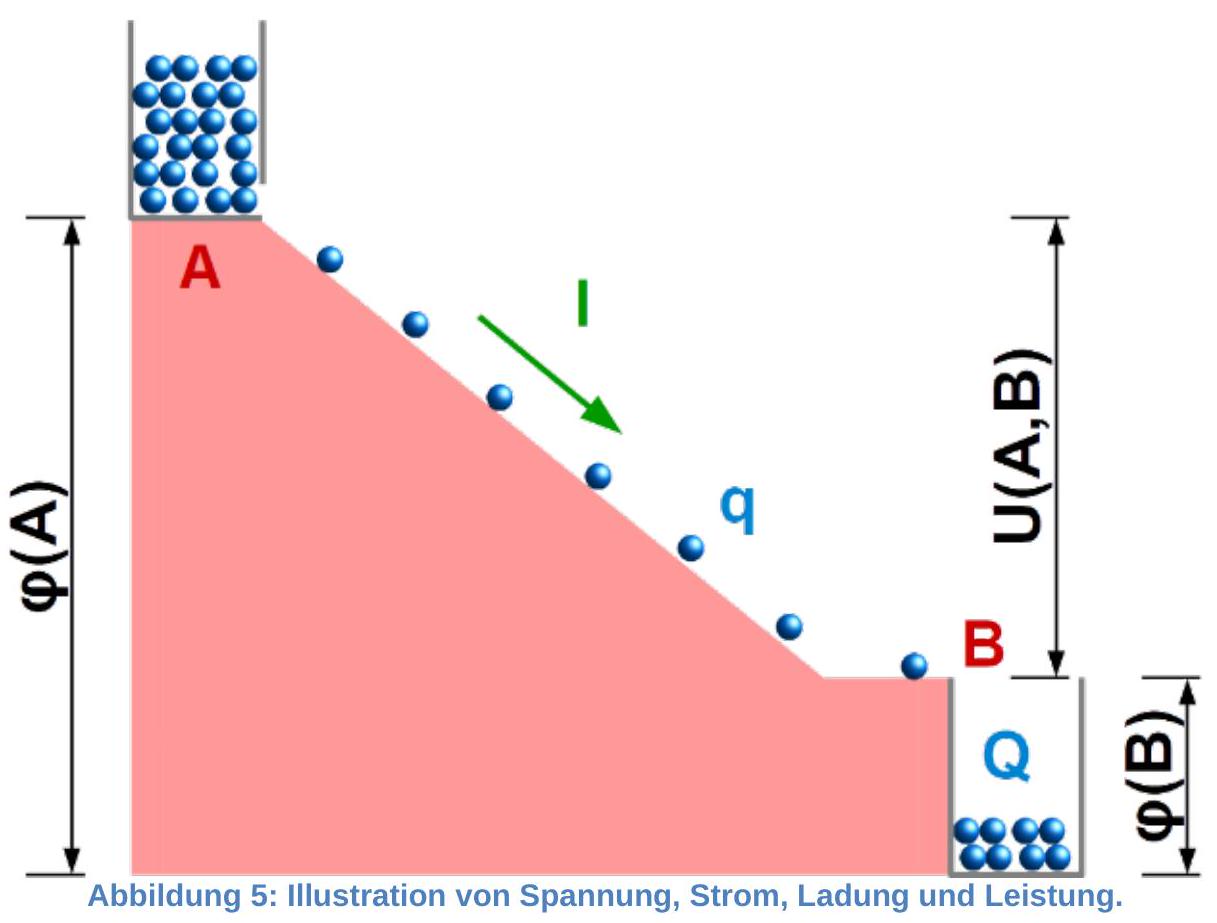 A
I
φ(A)
U(A,B)
q
B
Q
φ(B)
Abbildung 5: Illustration von Spannung, Strom, Ladung und Leistung.